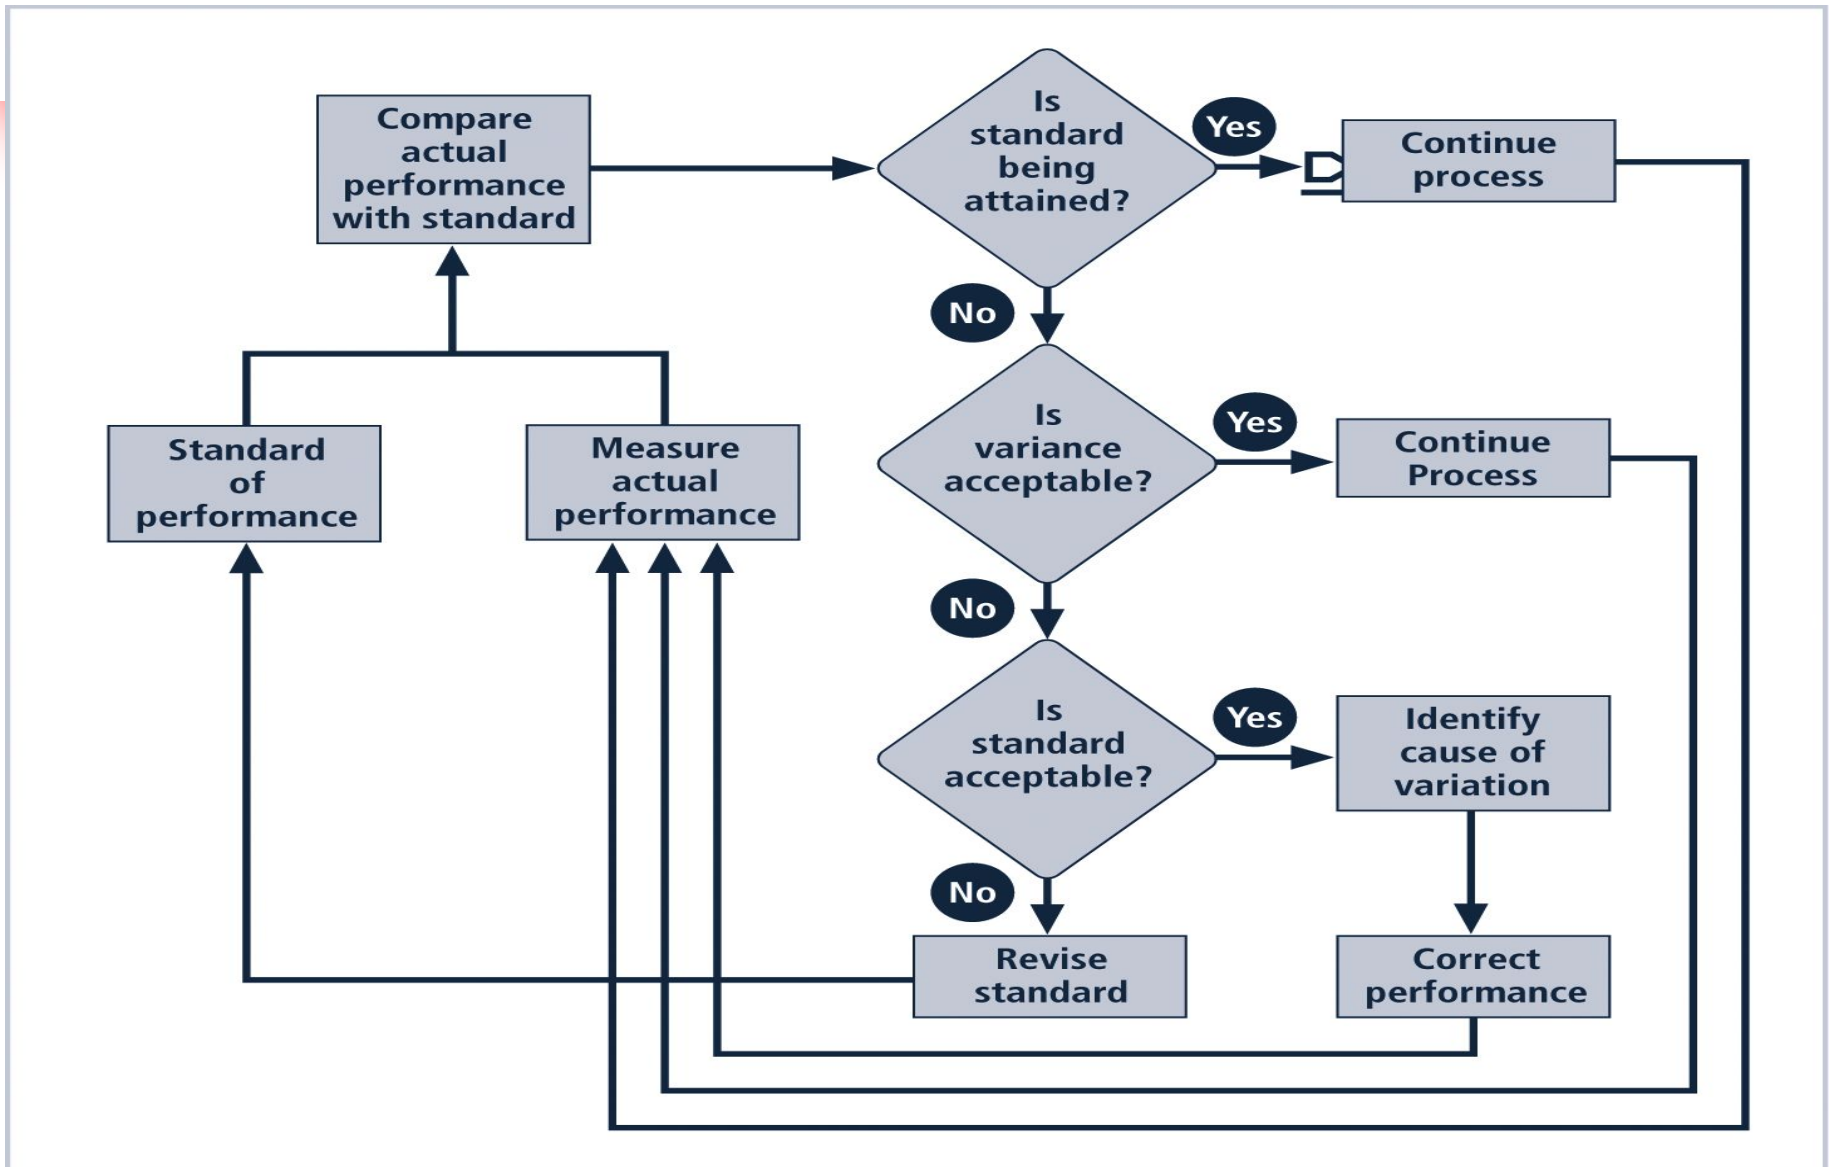 Compare
actual
performance
with standard
Is
standard
being
attained?
Yes
Continue
process
No
Standard
of
performance
Measure
actual
performance
Is
variance
acceptable?
Yes
Continue
Process
No
Is
standard
acceptable?
Yes
Identify
cause of
variation
No
Revise
standard
Correct
performance